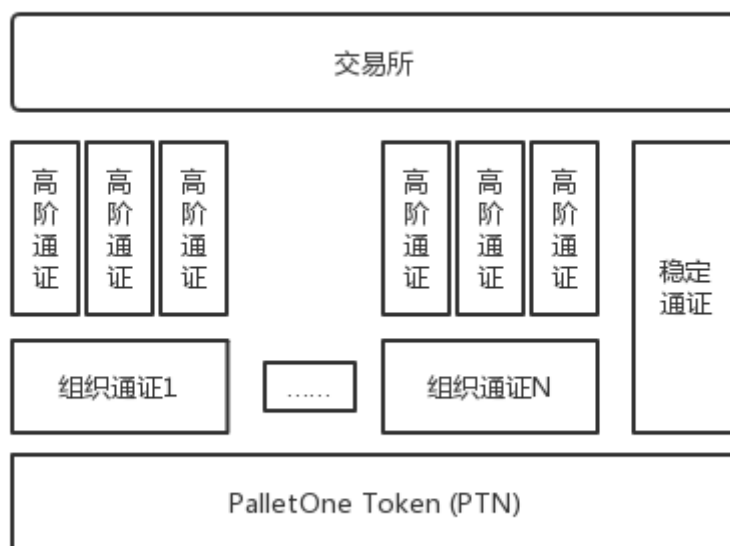 交易所
高阶通证
高阶通证
高阶通证
高阶通证
高阶通证
高阶通证
稳定
通证
组织通证1
......
组织通证N
PalletOne Token (PTN)